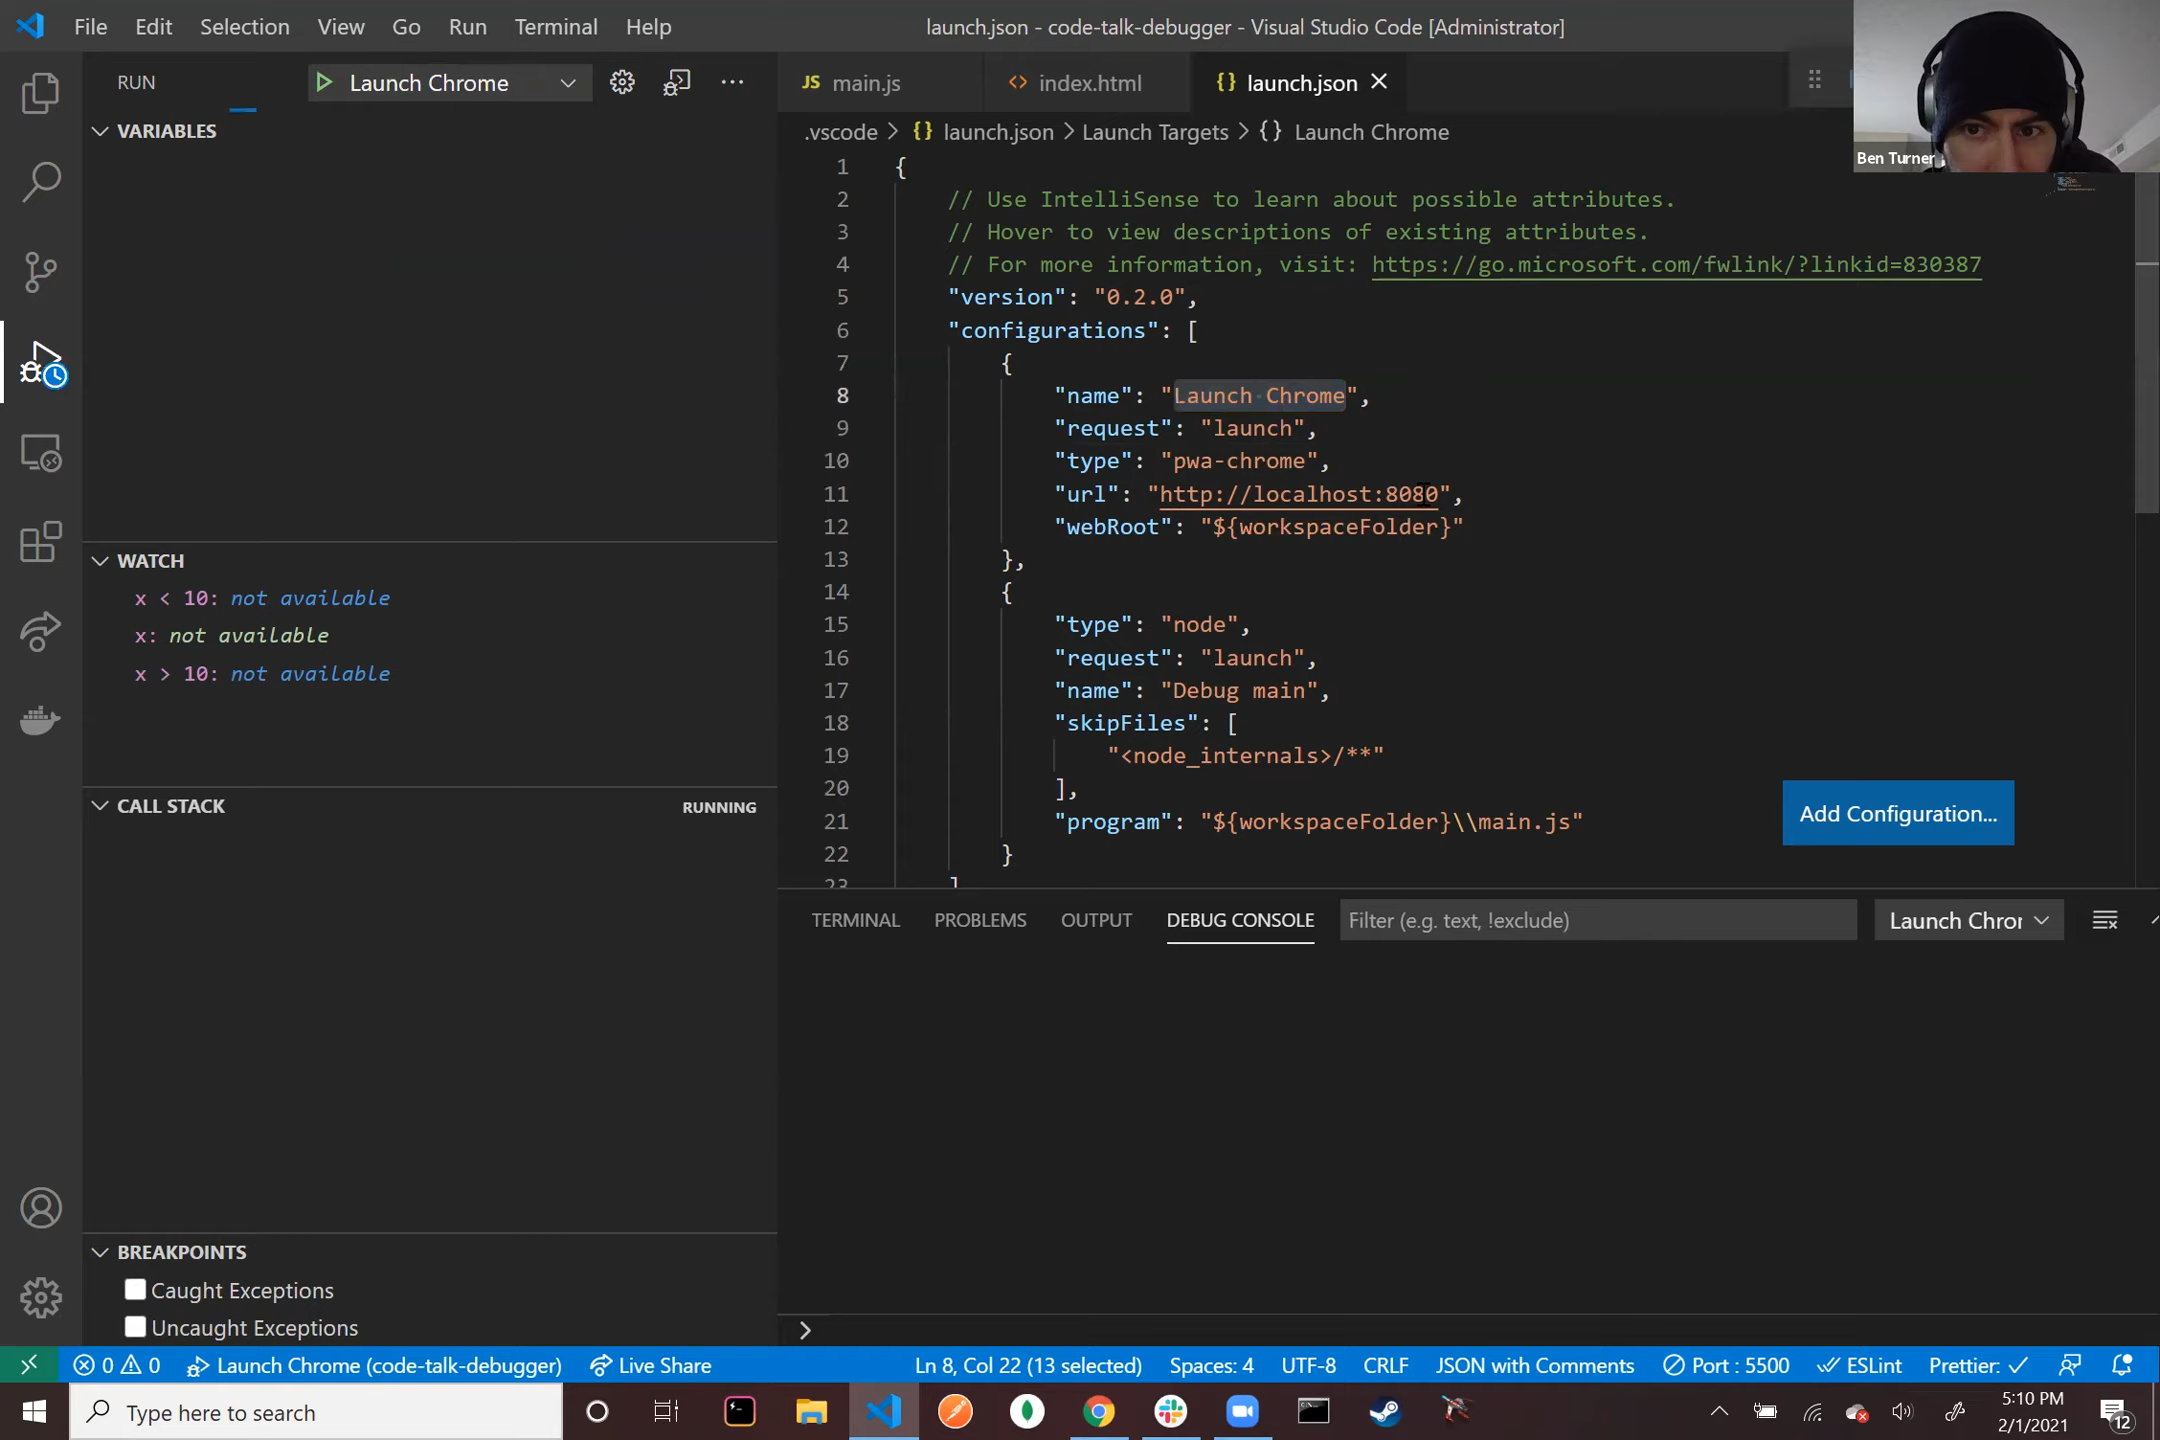 File Edit Selection View Go Run Terminal Help
launch.json - code-talk-debugger - Visual Studio Code [Administrator]
RUN
Launch Chrome
JS main.js
<> index.html
{} launch.json
Ben Turner
VARIABLES
.vscode > {} launch.json > Launch Targets > {} Launch Chrome
1 {
2 // Use IntelliSense to learn about possible attributes.
3 // Hover to view descriptions of existing attributes.
4 // For more information, visit: https://go.microsoft.com/fwlink/?linkid=830387
5 "version": "0.2.0",
6 "configurations": [
7 {
8 "name": "Launch Chrome",
9 "request": "launch",
10 "type": "pwa-chrome",
11 "url": "http://localhost:8080",
12 "webRoot": "${workspaceFolder}"
13 },
14 {
15 "type": "node",
16 "request": "launch",
17 "name": "Debug main",
18 "skipFiles": [
19 "<node_internals>/**"
20 ],
21 "program": "${workspaceFolder}\\main.js"
22 }
23 ]
Add Configuration...
WATCH
x < 10: not available
x: not available
x > 10: not available
CALL STACK
RUNNING
BREAKPOINTS
Caught Exceptions
Uncaught Exceptions
TERMINAL PROBLEMS OUTPUT DEBUG CONSOLE
Filter (e.g. text, !exclude)
Launch Chror
>
0 0 Launch Chrome (code-talk-debugger) Live Share
Ln 8, Col 22 (13 selected) Spaces: 4 UTF-8 CRLF JSON with Comments Port : 5500 ESLint Prettier: ✓
Type here to search
5:10 PM
2/1/2021
12